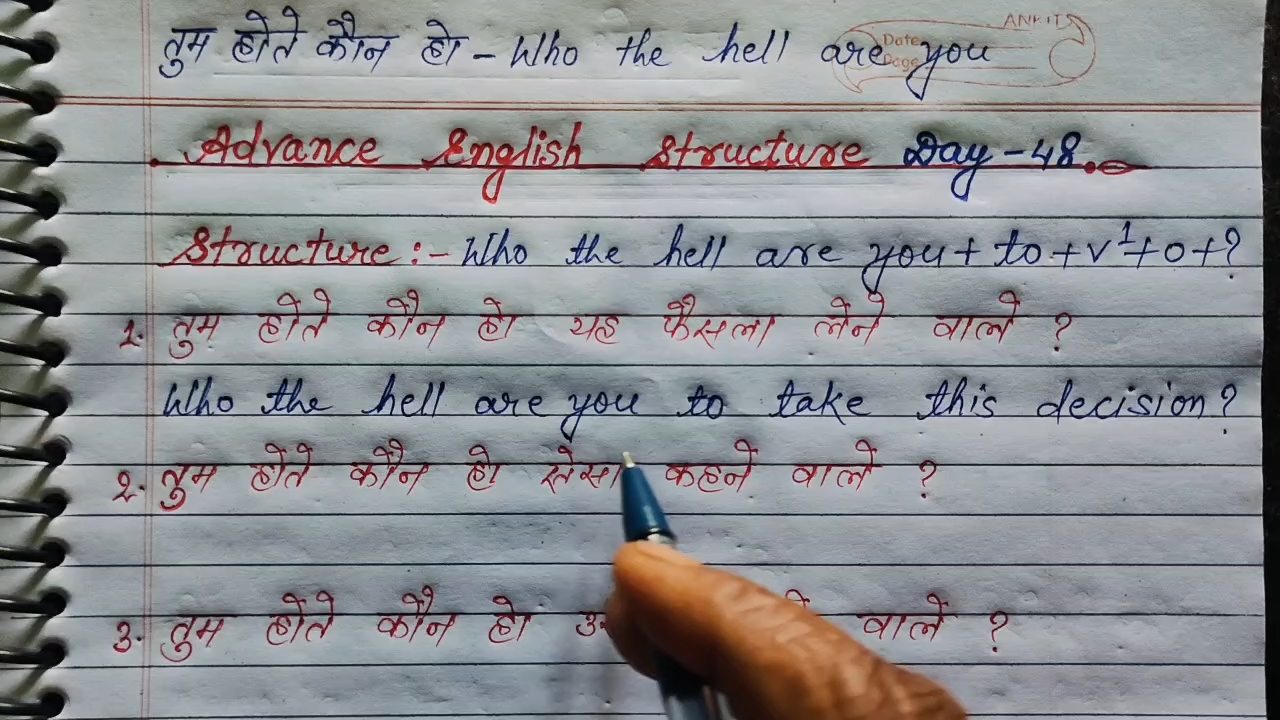 ANKIT
Date
Page
तुम होते कौन हो - Who the hell are you
Advance English Structure Day - 48.
Structure :- Who the hell are you + to + v¹ + o + ?
1. तुम होते कौन हो यह फैसला लेने वाले ?
Who the hell are you to take this decision?
2. तुम होते कौन हो ऐसा कहने वाले ?
3. तुम होते कौन हो वाले ?